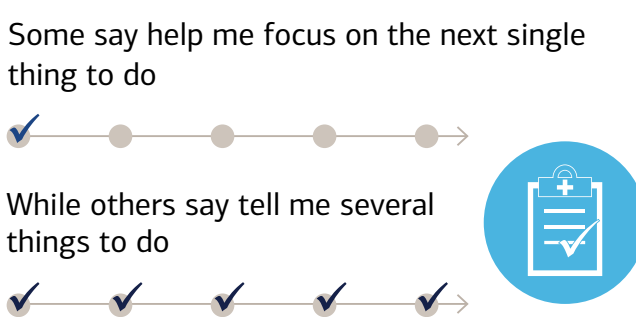 Some say help me focus on the next single
thing to do
While others say tell me several
things to do